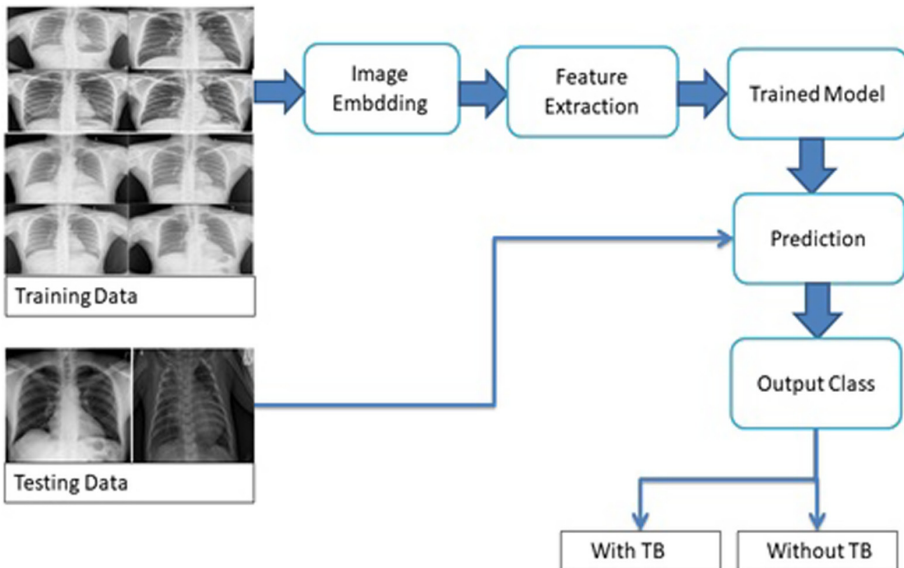 Image
Embdding
Feature
Extraction
Trained Model
Prediction
Training Data
Output Class
Testing Data
With TB
Without TB